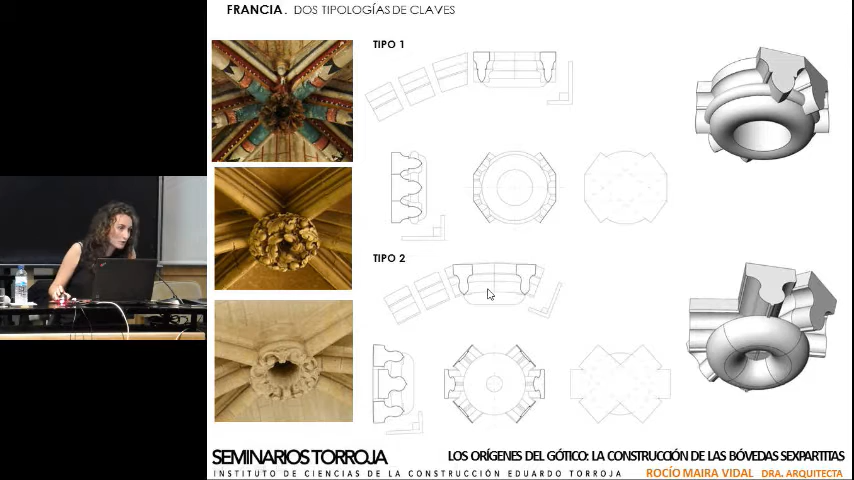 FRANCIA. DOS TIPOLOGÍAS DE CLAVES
TIPO 1
TIPO 2
SEMINARIOS TORROJA
INSTITUTO DE CIENCIAS DE LA CONSTRUCCIÓN EDUARDO TORROJA
LOS ORÍGENES DEL GÓTICO: LA CONSTRUCCIÓN DE LAS BÓVEDAS SEXPARTITAS
ROCÍO MAIRA VIDAL DRA. ARQUITECTA